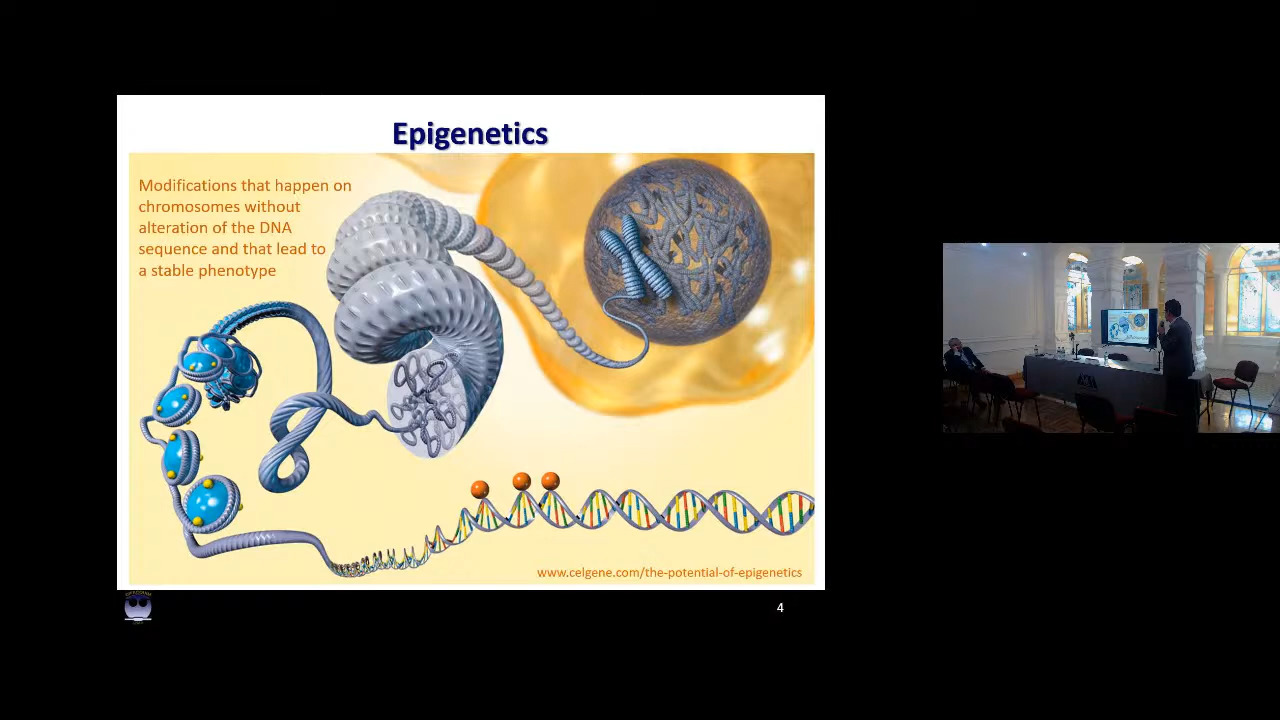 Epigenetics
Modifications that happen on
chromosomes without
alteration of the DNA
sequence and that lead to
a stable phenotype
www.celgene.com/the-potential-of-epigenetics
4